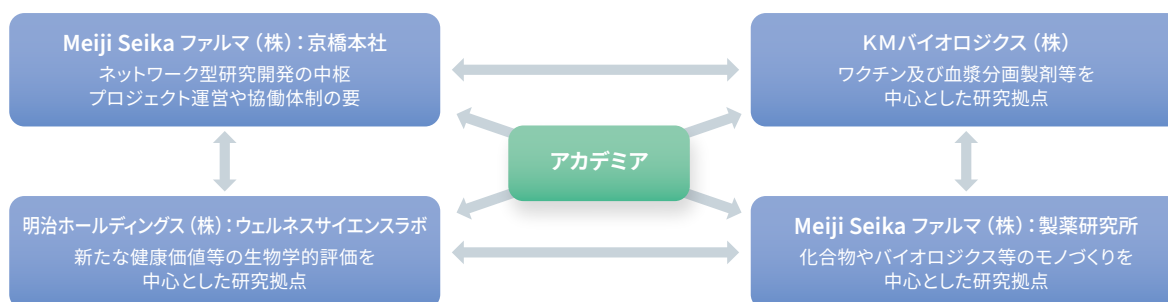 Meiji Seika ファルマ（株）：京橋本社
ネットワーク型研究開発の中枢
プロジェクト運営や協働体制の要
KMバイオロジクス（株）
ワクチン及び血漿分画製剤等を
中心とした研究拠点
アカデミア
明治ホールディングス（株）：ウェルネスサイエンスラボ
新たな健康価値等の生物学的評価を
中心とした研究拠点
Meiji Seika ファルマ（株）：製薬研究所
化合物やバイオロジクス等のモノづくりを
中心とした研究拠点